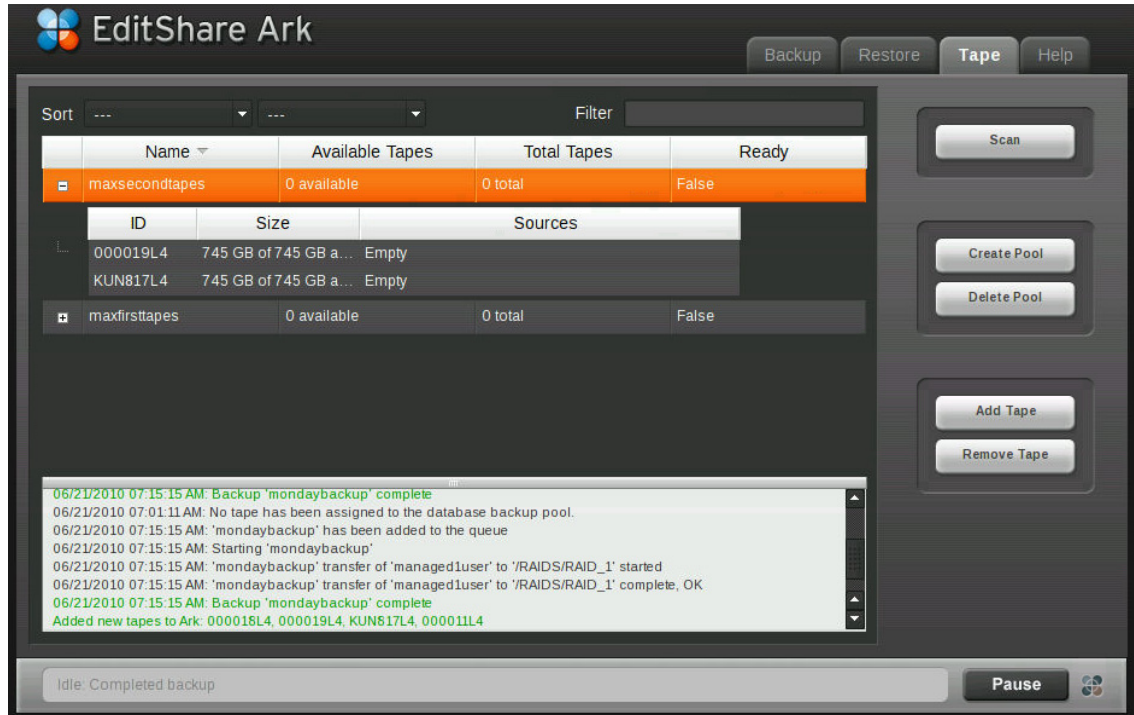 EditShare Ark
Backup Restore Tape Help
Sort --- --- Filter
Name Available Tapes Total Tapes Ready
maxsecondtapes 0 available 0 total False
ID Size Sources
000019L4 745 GB of 745 GB a... Empty
KUN817L4 745 GB of 745 GB a... Empty
maxfirsttapes 0 available 0 total False
Scan
Create Pool
Delete Pool
Add Tape
Remove Tape
06/21/2010 07:15:15 AM: Backup 'mondaybackup' complete
06/21/2010 07:01:11 AM: No tape has been assigned to the database backup pool.
06/21/2010 07:15:15 AM: 'mondaybackup' has been added to the queue
06/21/2010 07:15:15 AM: Starting 'mondaybackup'
06/21/2010 07:15:15 AM: 'mondaybackup' transfer of 'managed1user' to '/RAIDS/RAID_1' started
06/21/2010 07:15:15 AM: 'mondaybackup' transfer of 'managed1user' to '/RAIDS/RAID_1' complete, OK
06/21/2010 07:15:15 AM: Backup 'mondaybackup' complete
Added new tapes to Ark: 000018L4, 000019L4, KUN817L4, 000011L4
Idle: Completed backup
Pause